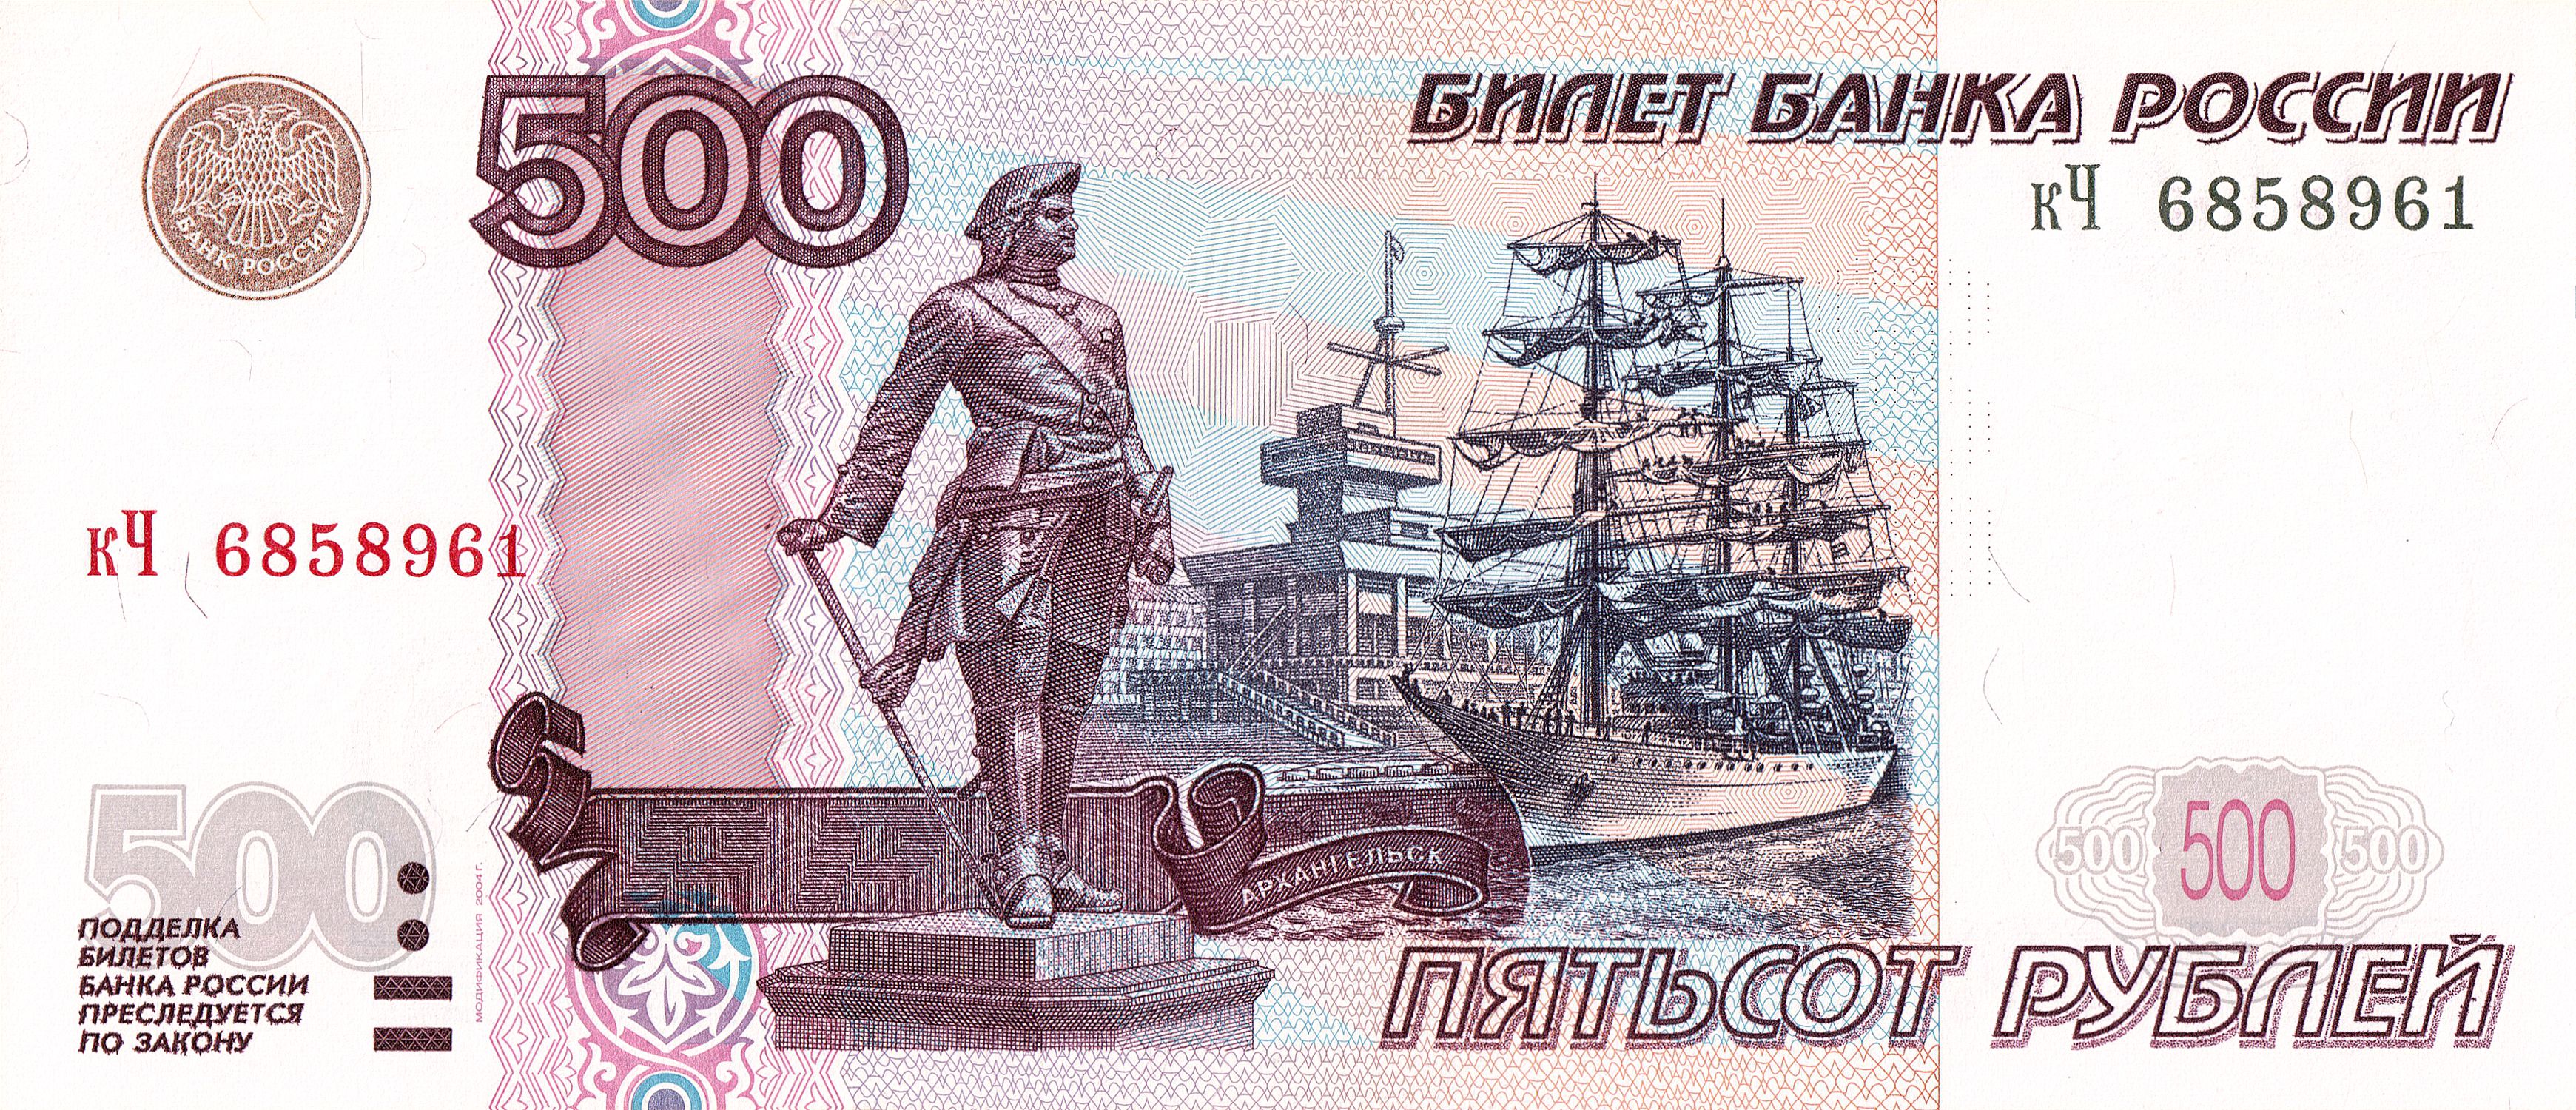 500
БИЛЕТ БАНКА РОССИИ
БАНК РОССИИ
кЧ 6858961
кЧ 6858961
АРХАНГЕЛЬСК
500
500 500 500
ПОДДЕЛКА
БИЛЕТОВ
БАНКА РОССИИ
ПРЕСЛЕДУЕТСЯ
ПО ЗАКОНУ
МОДИФИКАЦИЯ 2004 Г.
ПЯТЬСОТ РУБЛЕЙ